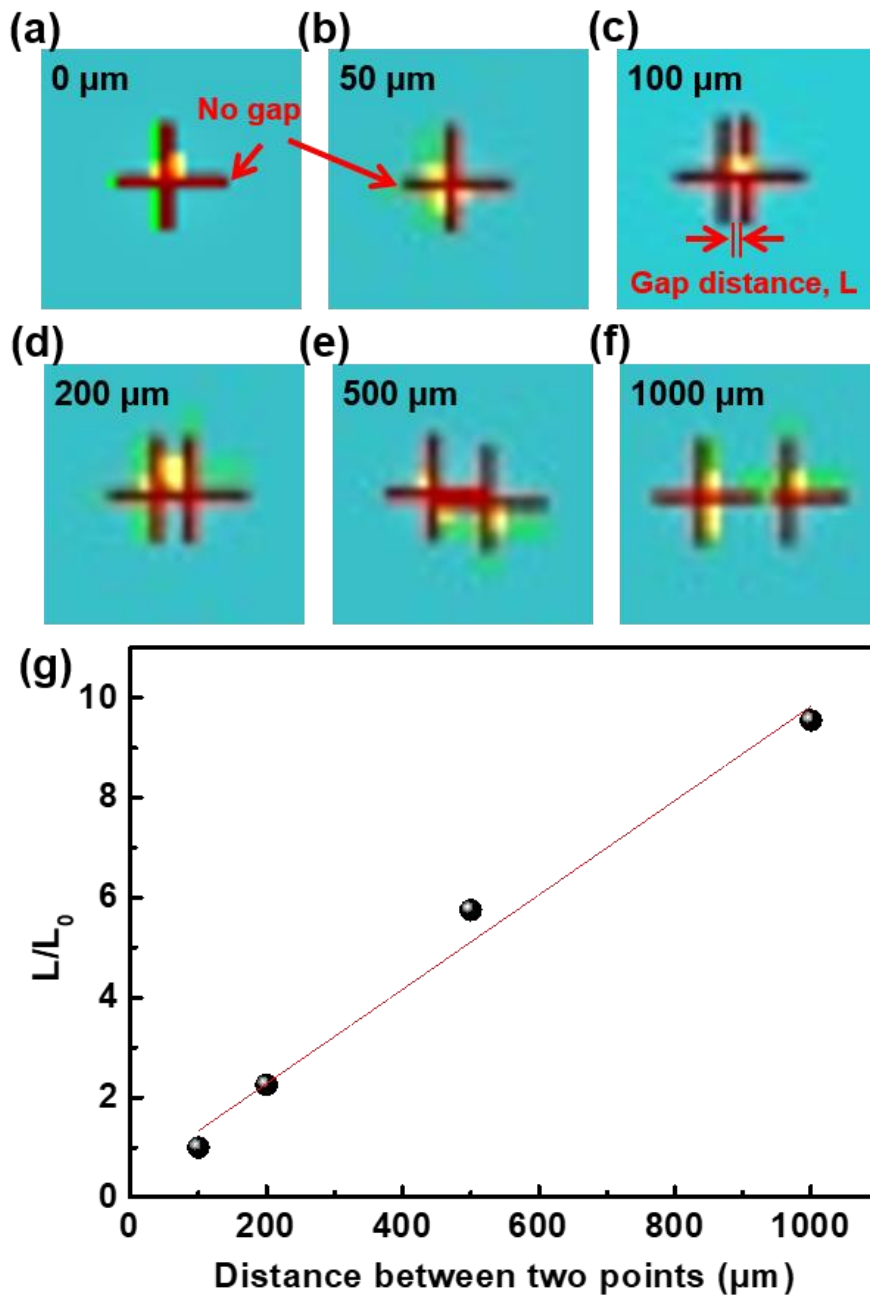 (a)
(b)
(c)
0 μm
50 μm
100 μm
No gap
Gap distance, L
(d)
(e)
(f)
200 μm
500 μm
1000 μm
(g)
10
8
6
4
2
0
L/L₀
0 200 400 600 800 1000
Distance between two points (μm)